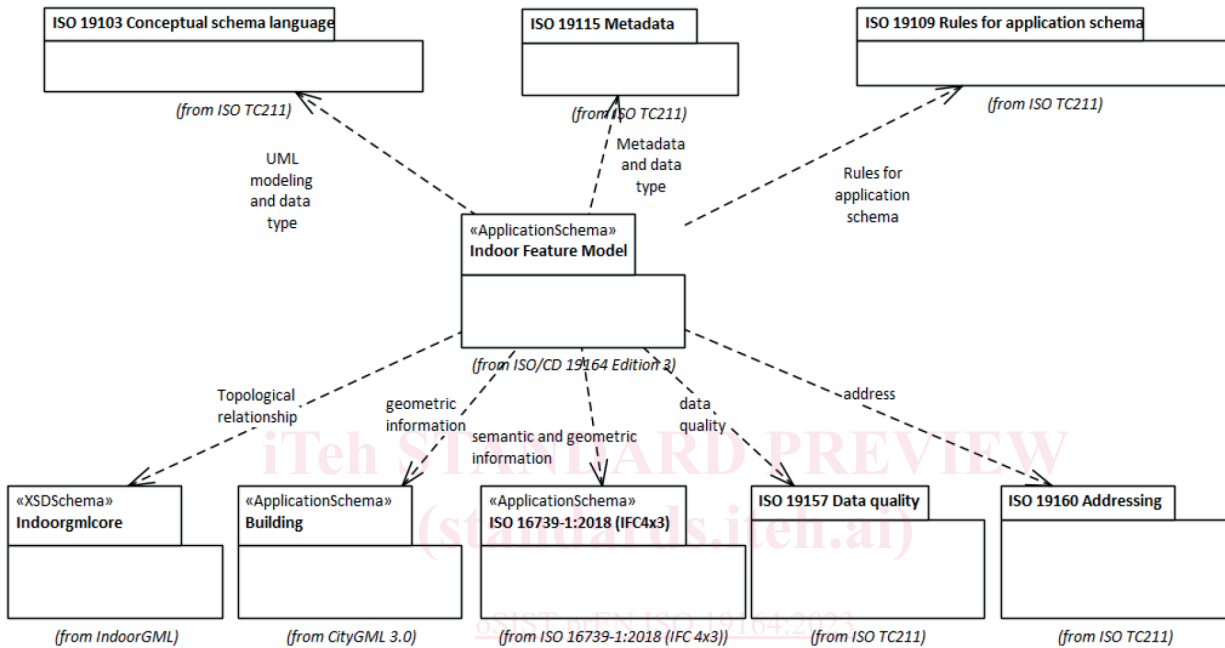 ISO 19103 Conceptual schema language
ISO 19115 Metadata
ISO 19109 Rules for application schema
(from ISO TC211)
(from ISO TC211)
(from ISO TC211)
UML
modeling
and data
type
Metadata
and data
type
Rules for
application
schema
«ApplicationSchema»
Indoor Feature Model
(from ISO/CD 19164 Edition 3)
Topological
relationship
geometric
information
semantic and geometric
information
data
quality
address
iTeh STANDARD PREVIEW
(standards.iteh.ai)
«XSDSchema»
Indoorgmlcore
«ApplicationSchema»
Building
«ApplicationSchema»
ISO 16739-1:2018 (IFC4x3)
ISO 19157 Data quality
ISO 19160 Addressing
oSIST prEN ISO 19164:2023
(from IndoorGML)
(from CityGML 3.0)
(from ISO 16739-1:2018 (IFC 4x3))
(from ISO TC211)
(from ISO TC211)